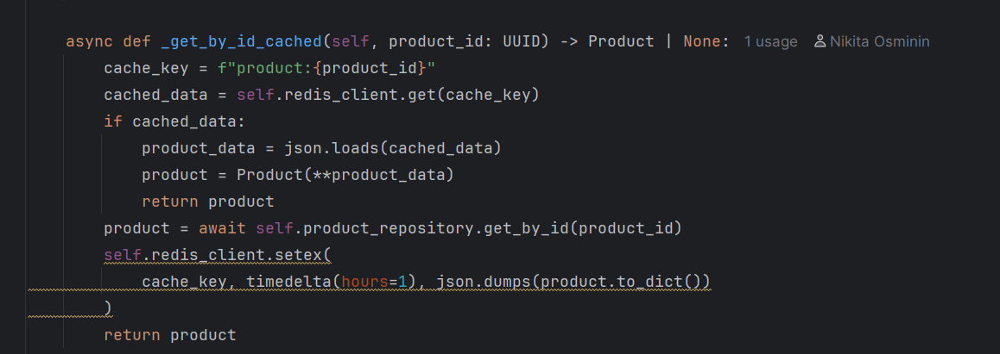 async def _get_by_id_cached(self, product_id: UUID) -> Product | None: 1 usage Nikita Osminin
cache_key = f"product:{product_id}"
cached_data = self.redis_client.get(cache_key)
if cached_data:
product_data = json.loads(cached_data)
product = Product(**product_data)
return product
product = await self.product_repository.get_by_id(product_id)
self.redis_client.setex(
cache_key, timedelta(hours=1), json.dumps(product.to_dict())
)
return product